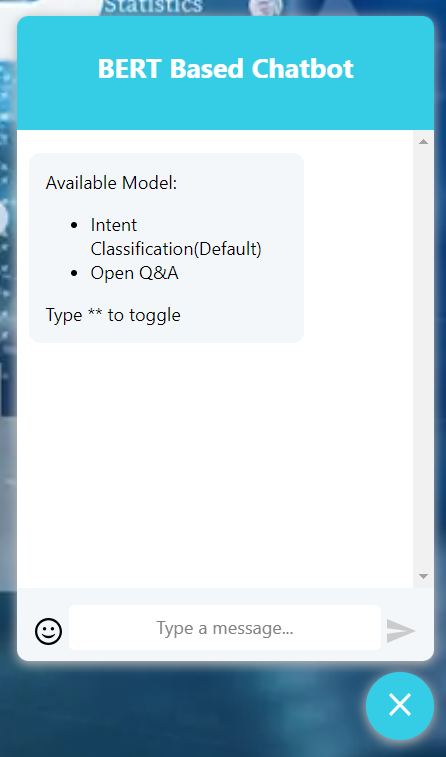 Statistics
BERT Based Chatbot
Available Model:
Intent
Classification(Default)
Open Q&A
Type ** to toggle
Type a message...